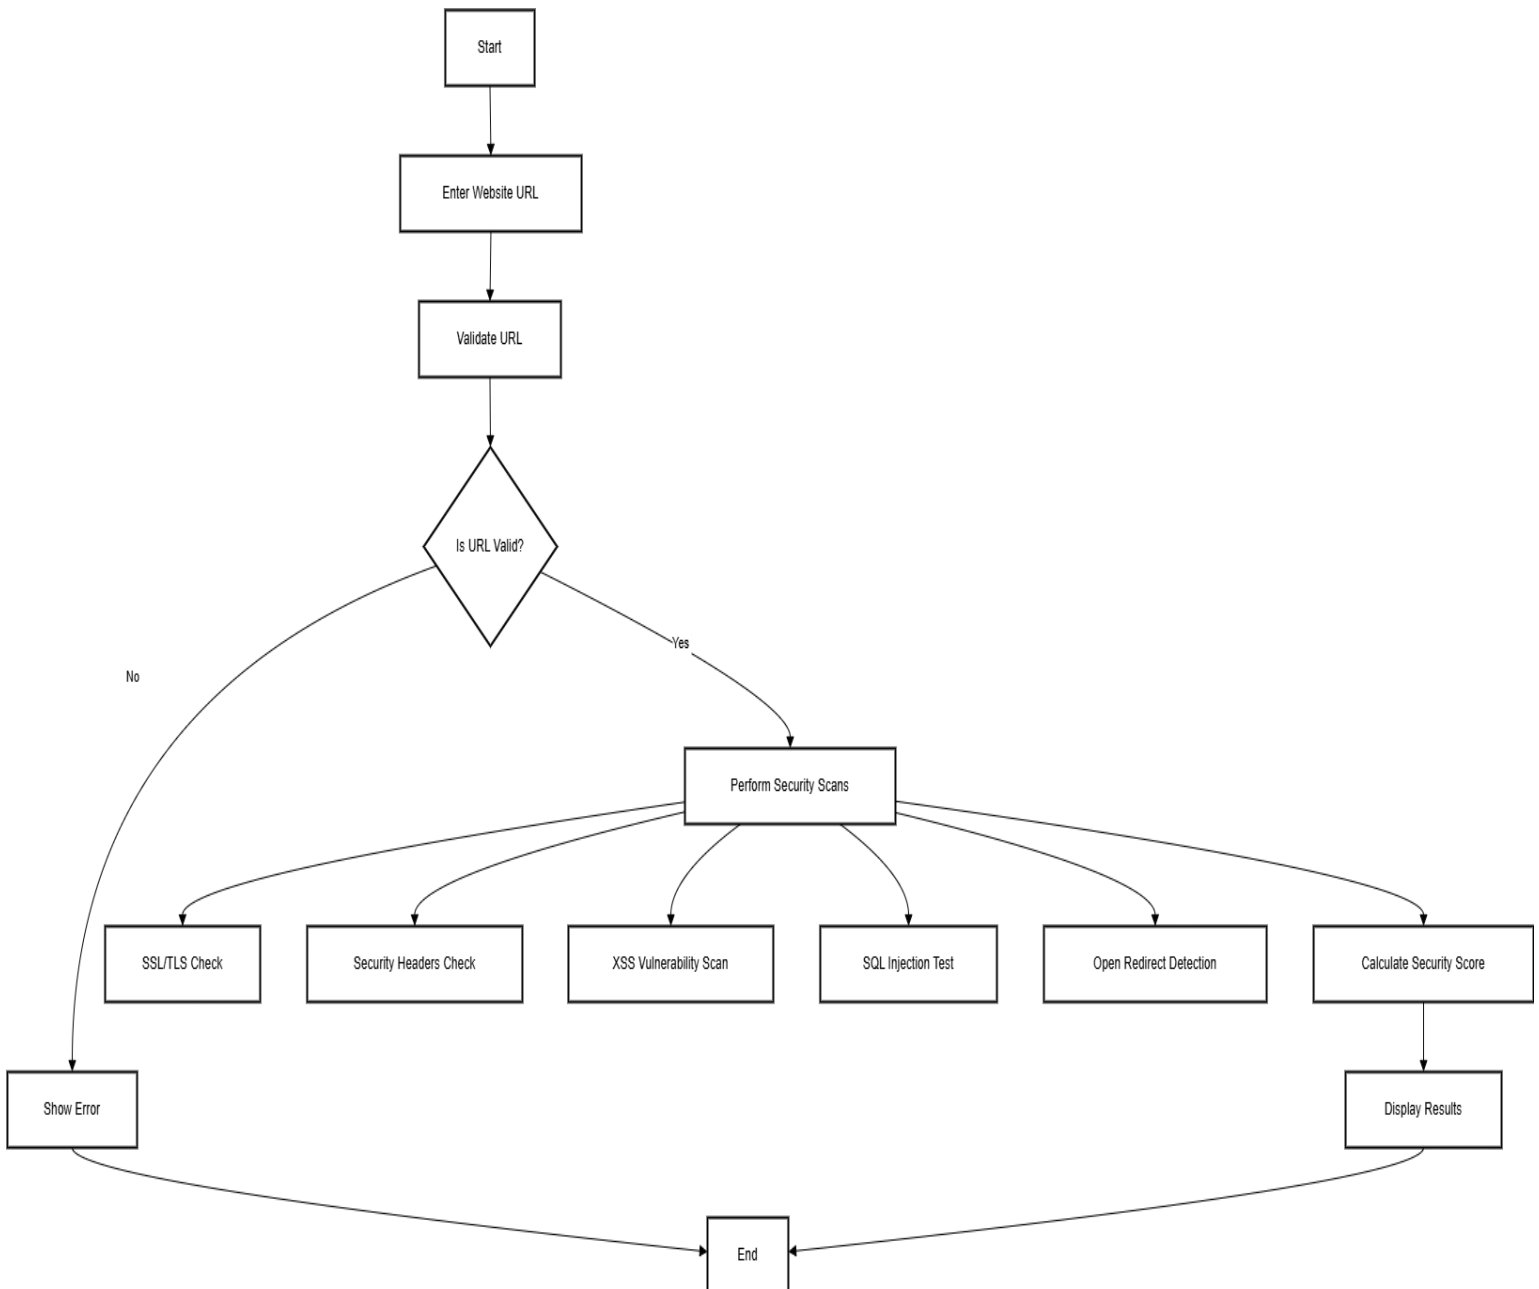 Start
Enter Website URL
Validate URL
Is URL Valid?
Yes
No
Perform Security Scans
SSL/TLS Check
Security Headers Check
XSS Vulnerability Scan
SQL Injection Test
Open Redirect Detection
Calculate Security Score
Show Error
Display Results
End